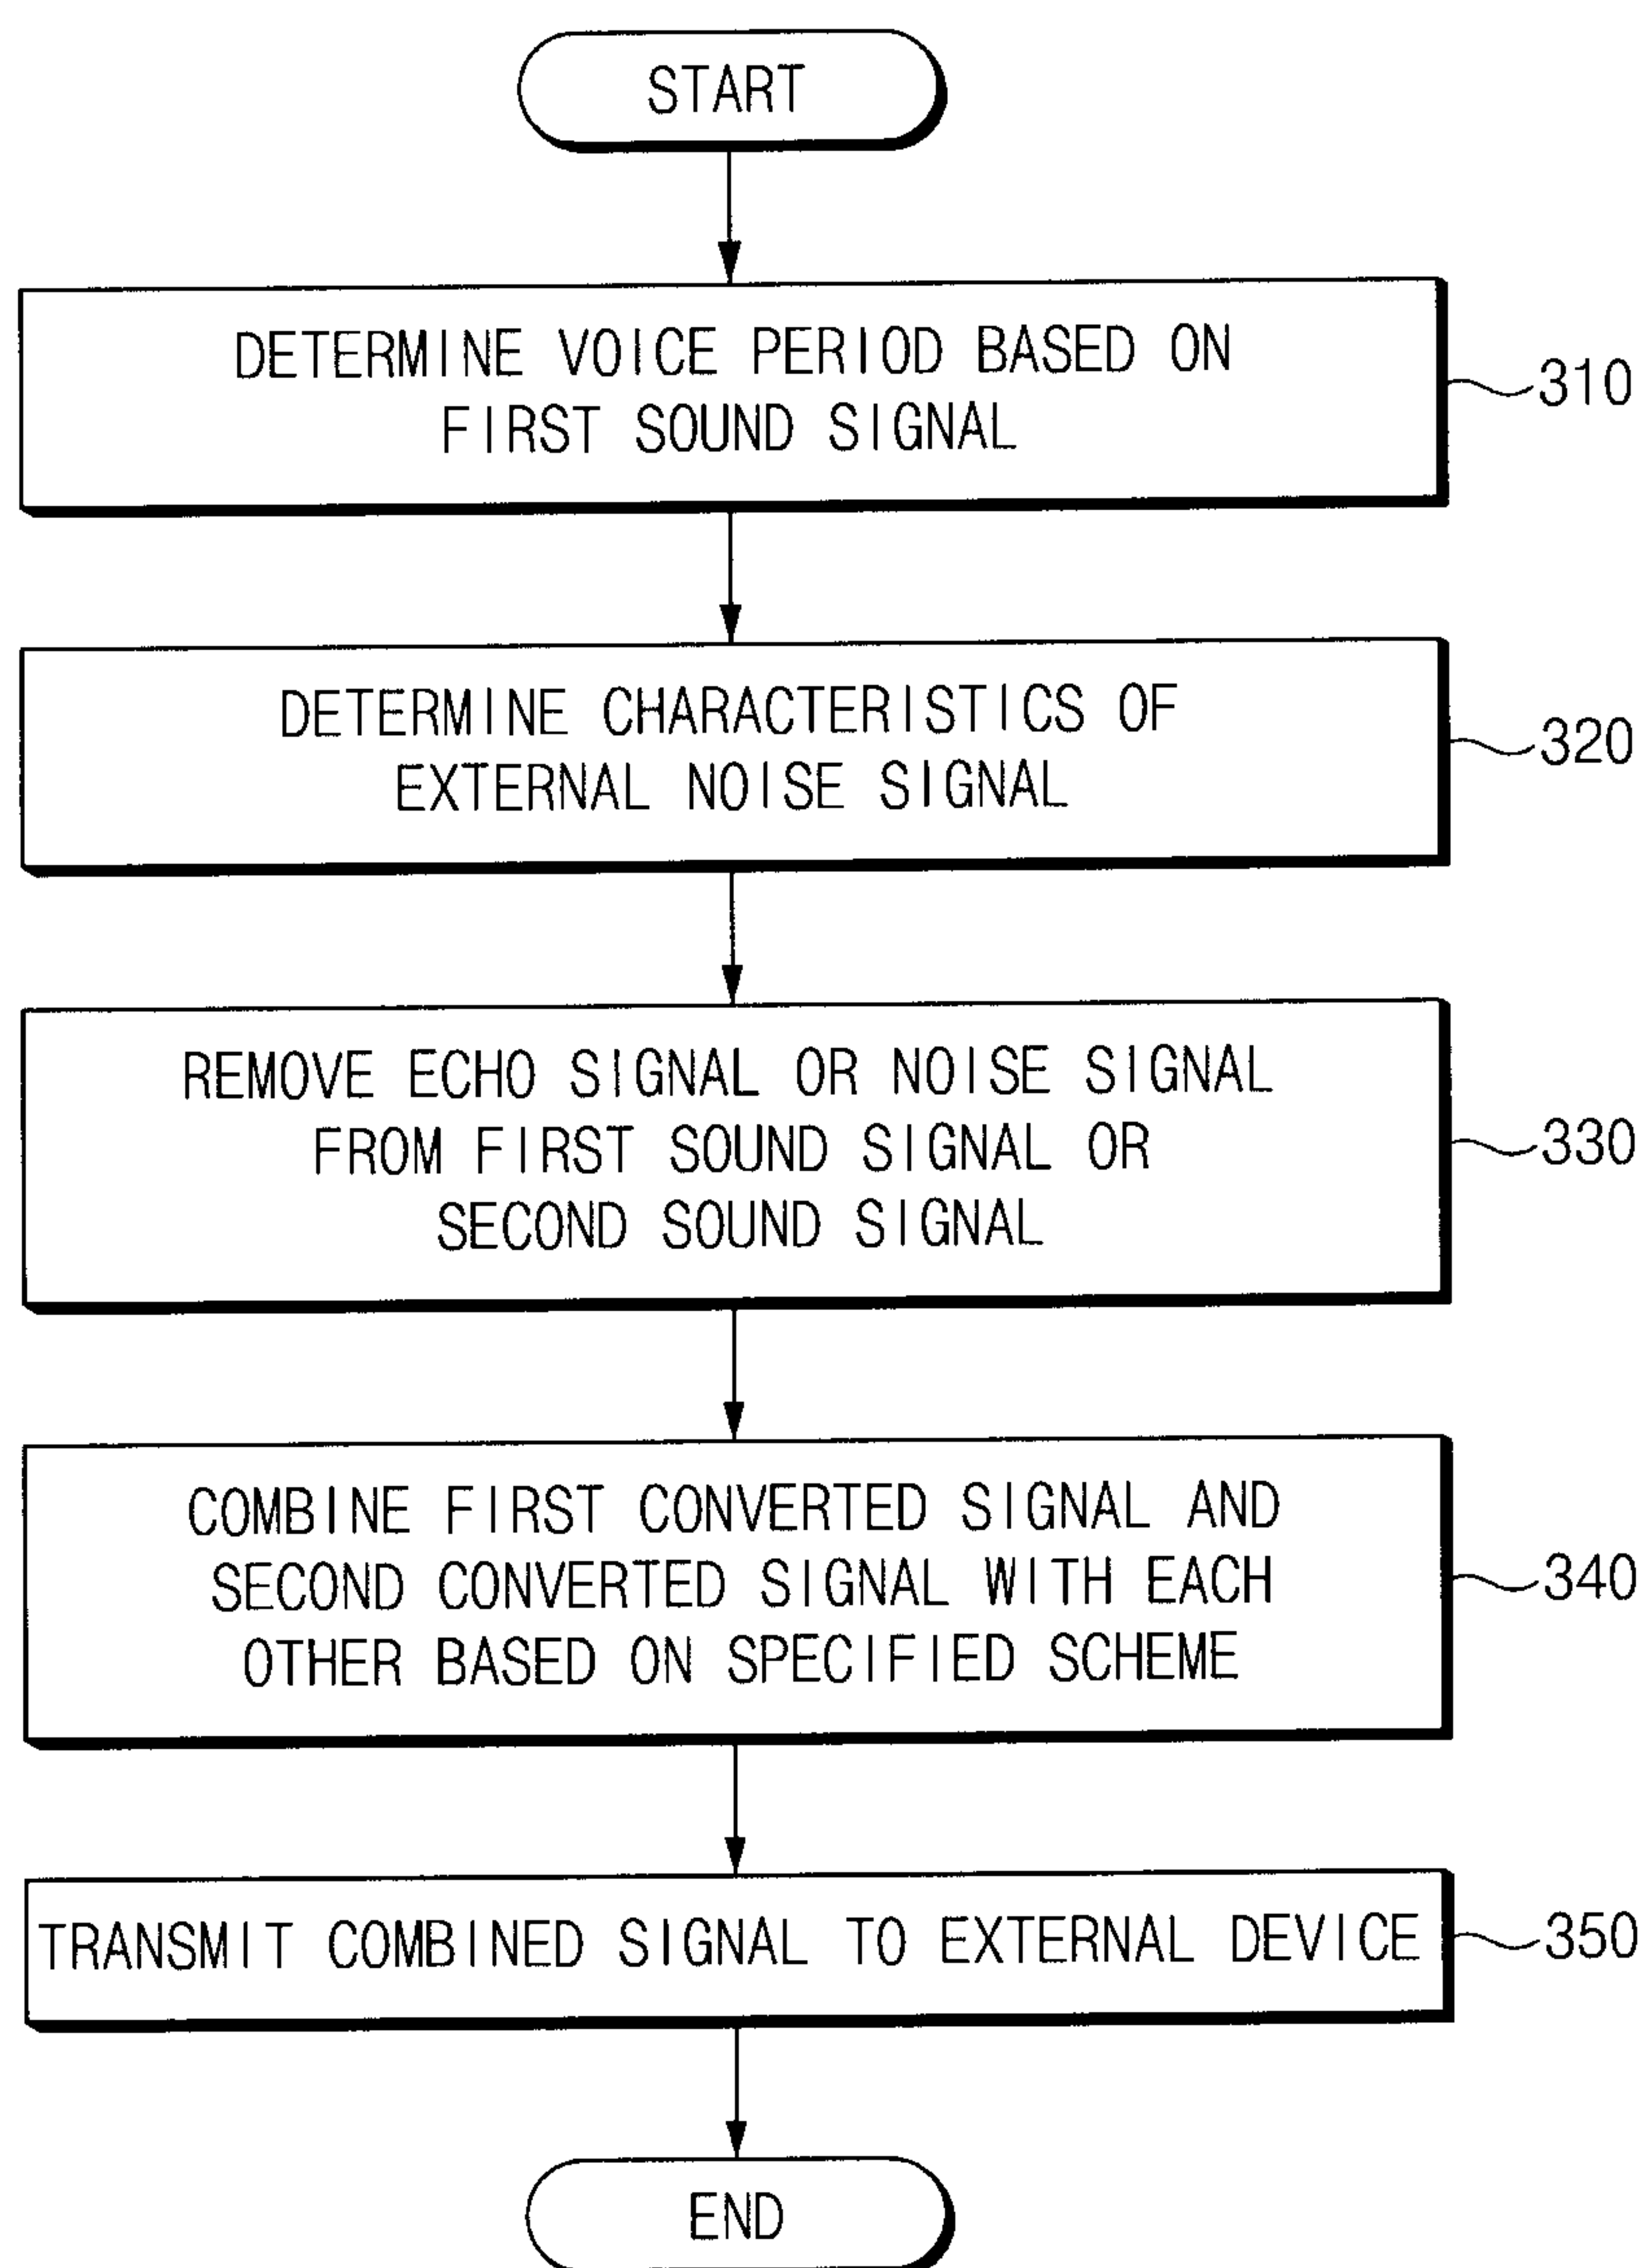 START
DETERMINE VOICE PERIOD BASED ON
FIRST SOUND SIGNAL
310
DETERMINE CHARACTERISTICS OF
EXTERNAL NOISE SIGNAL
320
REMOVE ECHO SIGNAL OR NOISE SIGNAL
FROM FIRST SOUND SIGNAL OR
SECOND SOUND SIGNAL
330
COMBINE FIRST CONVERTED SIGNAL AND
SECOND CONVERTED SIGNAL WITH EACH
OTHER BASED ON SPECIFIED SCHEME
340
TRANSMIT COMBINED SIGNAL TO EXTERNAL DEVICE
350
END